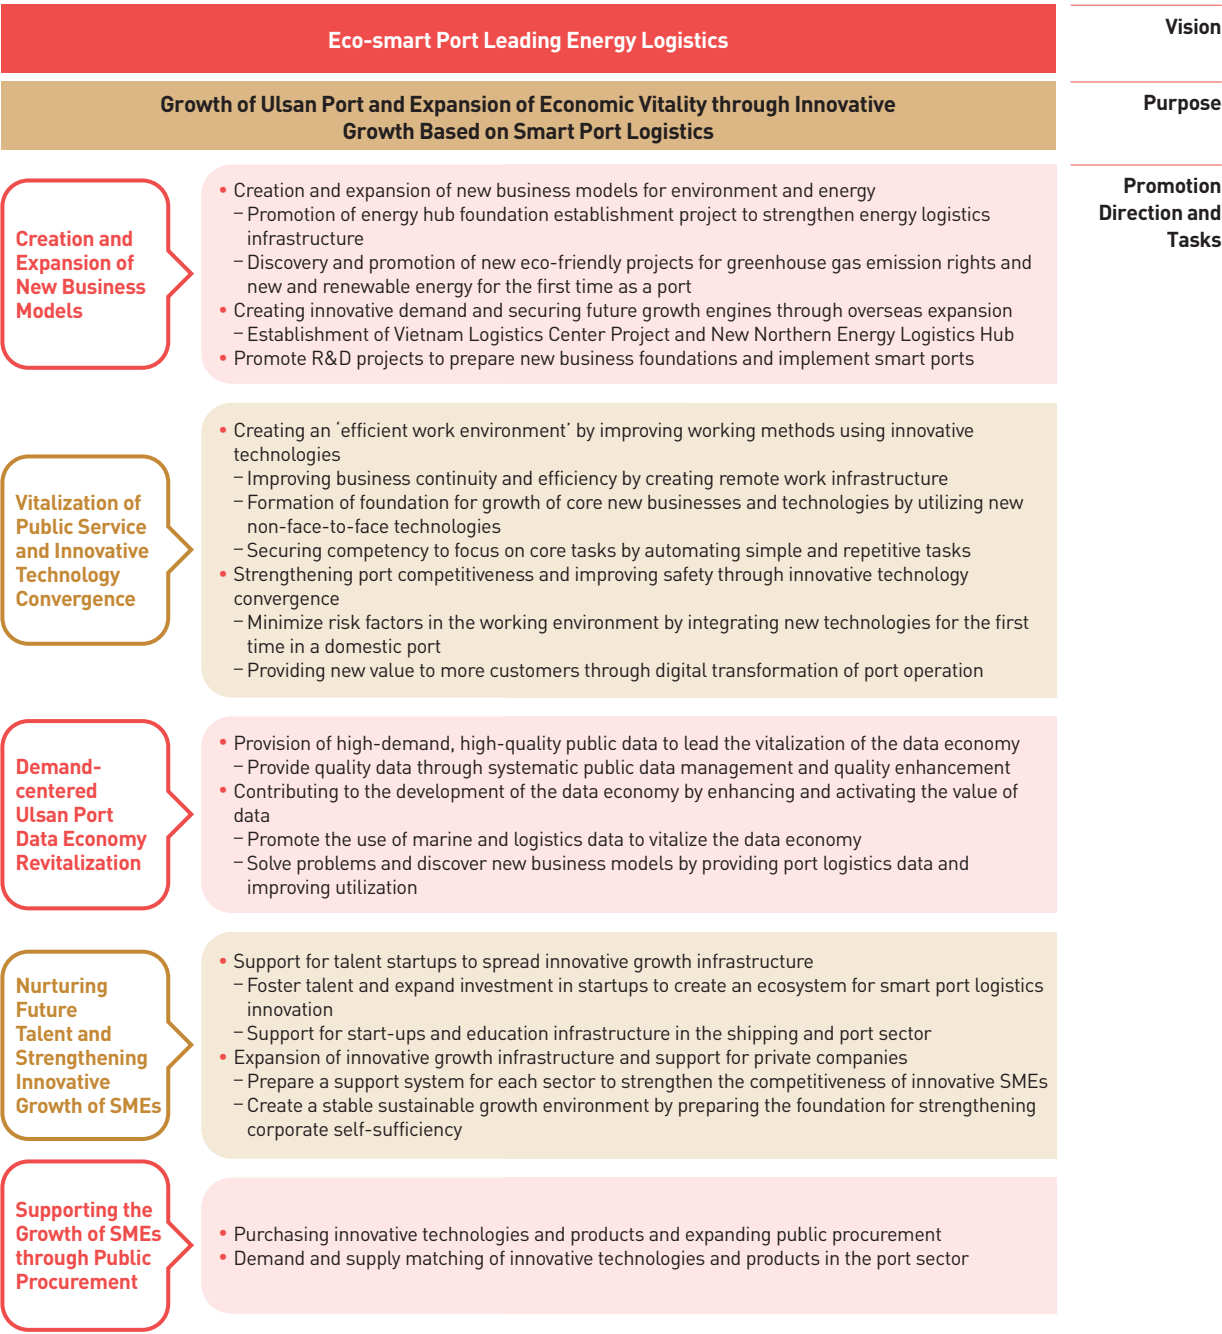 Eco-smart Port Leading Energy Logistics
Vision
Growth of Ulsan Port and Expansion of Economic Vitality through Innovative
Growth Based on Smart Port Logistics
Purpose
Promotion
Direction and
Tasks
Creation and
Expansion of
New Business
Models
• Creation and expansion of new business models for environment and energy
– Promotion of energy hub foundation establishment project to strengthen energy logistics
infrastructure
– Discovery and promotion of new eco-friendly projects for greenhouse gas emission rights and
new and renewable energy for the first time as a port
• Creating innovative demand and securing future growth engines through overseas expansion
– Establishment of Vietnam Logistics Center Project and New Northern Energy Logistics Hub
• Promote R&D projects to prepare new business foundations and implement smart ports
Vitalization of
Public Service
and Innovative
Technology
Convergence
• Creating an ‘efficient work environment’ by improving working methods using innovative
technologies
– Improving business continuity and efficiency by creating remote work infrastructure
– Formation of foundation for growth of core new businesses and technologies by utilizing new
non-face-to-face technologies
– Securing competency to focus on core tasks by automating simple and repetitive tasks
• Strengthening port competitiveness and improving safety through innovative technology
convergence
– Minimize risk factors in the working environment by integrating new technologies for the first
time in a domestic port
– Providing new value to more customers through digital transformation of port operation
Demand-
centered
Ulsan Port
Data Economy
Revitalization
• Provision of high-demand, high-quality public data to lead the vitalization of the data economy
– Provide quality data through systematic public data management and quality enhancement
• Contributing to the development of the data economy by enhancing and activating the value of
data
– Promote the use of marine and logistics data to vitalize the data economy
– Solve problems and discover new business models by providing port logistics data and
improving utilization
Nurturing
Future
Talent and
Strengthening
Innovative
Growth of SMEs
• Support for talent startups to spread innovative growth infrastructure
– Foster talent and expand investment in startups to create an ecosystem for smart port logistics
innovation
– Support for start-ups and education infrastructure in the shipping and port sector
• Expansion of innovative growth infrastructure and support for private companies
– Prepare a support system for each sector to strengthen the competitiveness of innovative SMEs
– Create a stable sustainable growth environment by preparing the foundation for strengthening
corporate self-sufficiency
Supporting the
Growth of SMEs
through Public
Procurement
• Purchasing innovative technologies and products and expanding public procurement
• Demand and supply matching of innovative technologies and products in the port sector